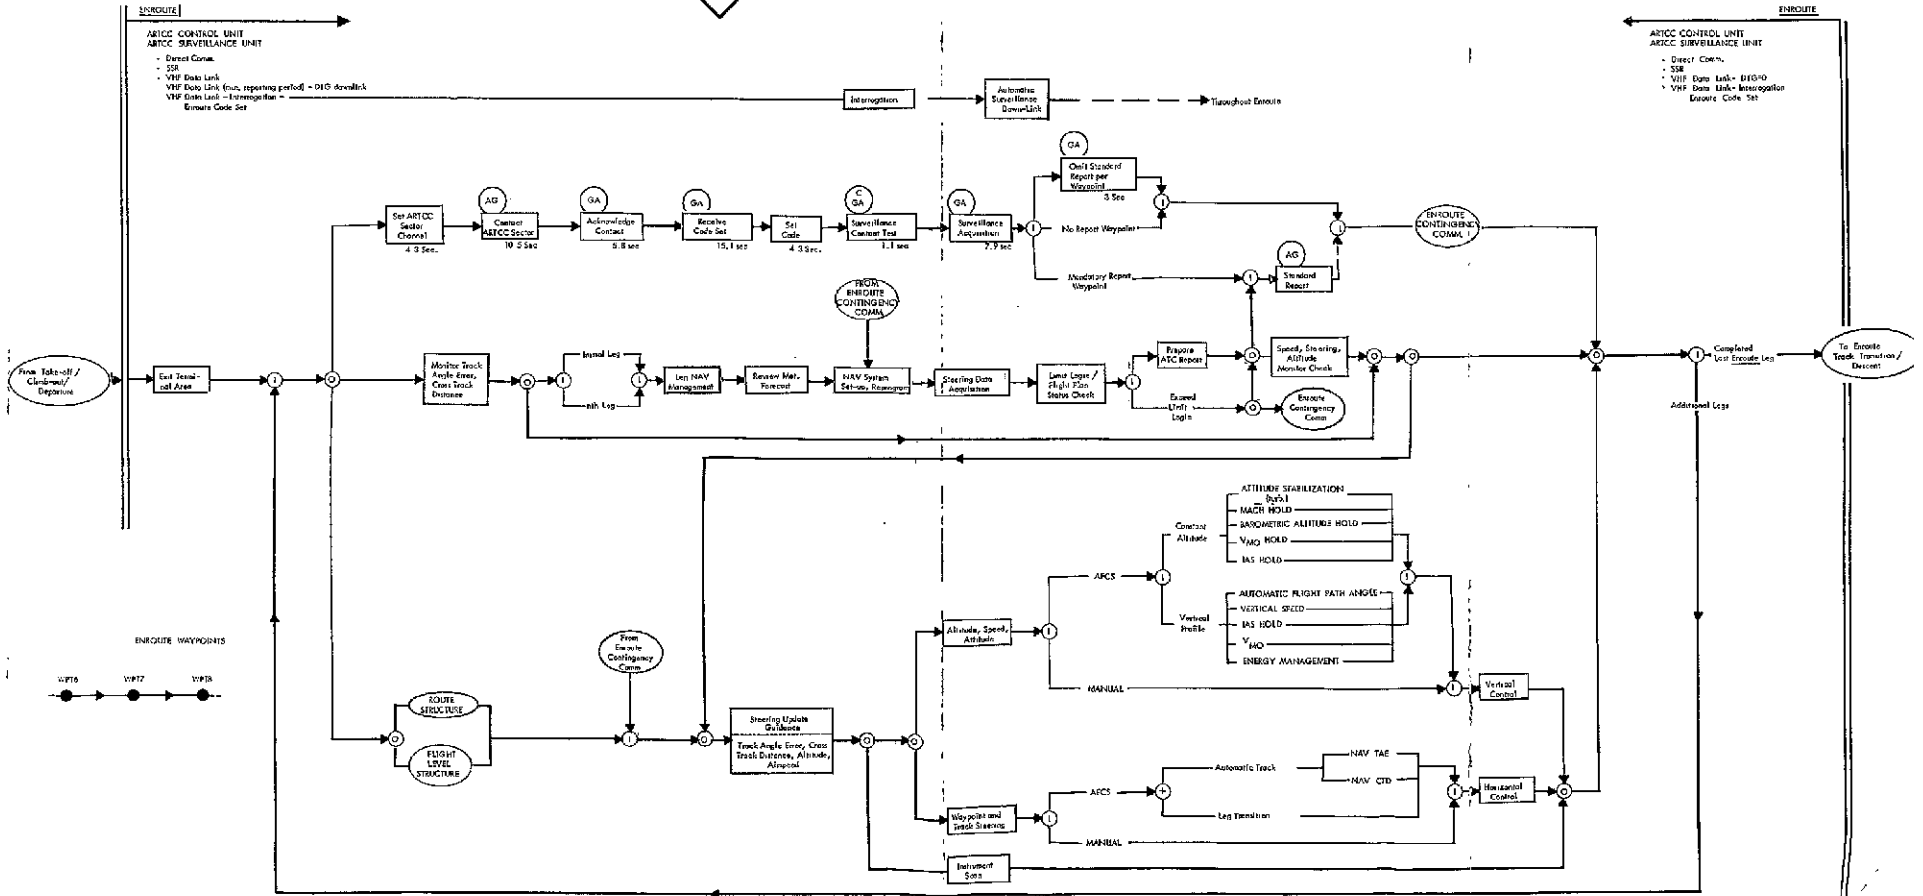 ENROUTE
ARTCC CONTROL UNIT
ARTCC SURVEILLANCE UNIT
- Direct Comm.
- SSR
- VHF Data Link
VHF Data Link (out, reporting period) - DTG downlink
VHF Data Link - Interrogation -
Enroute Code Set
Interrogation
Automatic
Surveillance
Down-Link
Throughout Enroute
ENROUTE
ARTCC CONTROL UNIT
ARTCC SURVEILLANCE UNIT
- Direct Comm.
- SSR
VHF Data Link- DTG=0
VHF Data Link- Interrogation
Enroute Code Set
Set ARTCC
Sector
Channel
4.3 Sec.
AG
Contact
ARTCC Sector
10.5 Sec
GA
Acknowledge
Contact
5.8 sec
GA
Receive
Code Set
15.1 sec
Set
Code
4.3 Sec.
C
GA
Surveillance
Contact Test
1.1 sec
GA
Surveillance
Acquisition
7.9 sec
GA
Omit Standard
Report per
Waypoint
3 Sec
No Report Waypoint
Mandatory Report
Waypoint
AG
Standard
Report
ENROUTE
CONTINGENCY
COMM.
FROM
ENROUTE
CONTINGENCY
COMM
From Take-off /
Climb-out/
Departure
Exit Termi-
nal Area
Monitor Track
Angle Error,
Cross Track
Distance
Initial Leg
nth Leg
Leg NAV
Management
Review Met.
Forecast
NAV System
Set-up, Reprogram
Steering Data
Acquisition
Limit Logic /
Flight Plan
Status Check
Prepare
ATC Report
Exceed
Limit
Logic
Speed, Steering,
Altitude
Monitor Check
Enroute
Contingency
Comm
Completed
Last Enroute Leg
To Enroute
Track Transition /
Descent
Additional Legs
ATTITUDE STABILIZATION
(turb.)
MACH HOLD
BAROMETRIC ALTITUDE HOLD
VMO HOLD
IAS HOLD
Constant
Altitude
AFCS
Vertical
Profile
AUTOMATIC FLIGHT PATH ANGLE
VERTICAL SPEED
IAS HOLD
VMO
ENERGY MANAGEMENT
Altitude, Speed,
Attitude
MANUAL
Vertical
Control
ENROUTE WAYPOINTS
WPT6 WPT7 WPT8
From
Enroute
Contingency
Comm
ROUTE
STRUCTURE
FLIGHT
LEVEL
STRUCTURE
Steering Update
Guidance
Track Angle Error, Cross
Track Distance, Altitude,
Airspeed
Waypoint and
Track Steering
AFCS
Automatic Track
NAV TAE
NAV CTD
Leg Transition
MANUAL
Horizontal
Control
Instrument
Scan